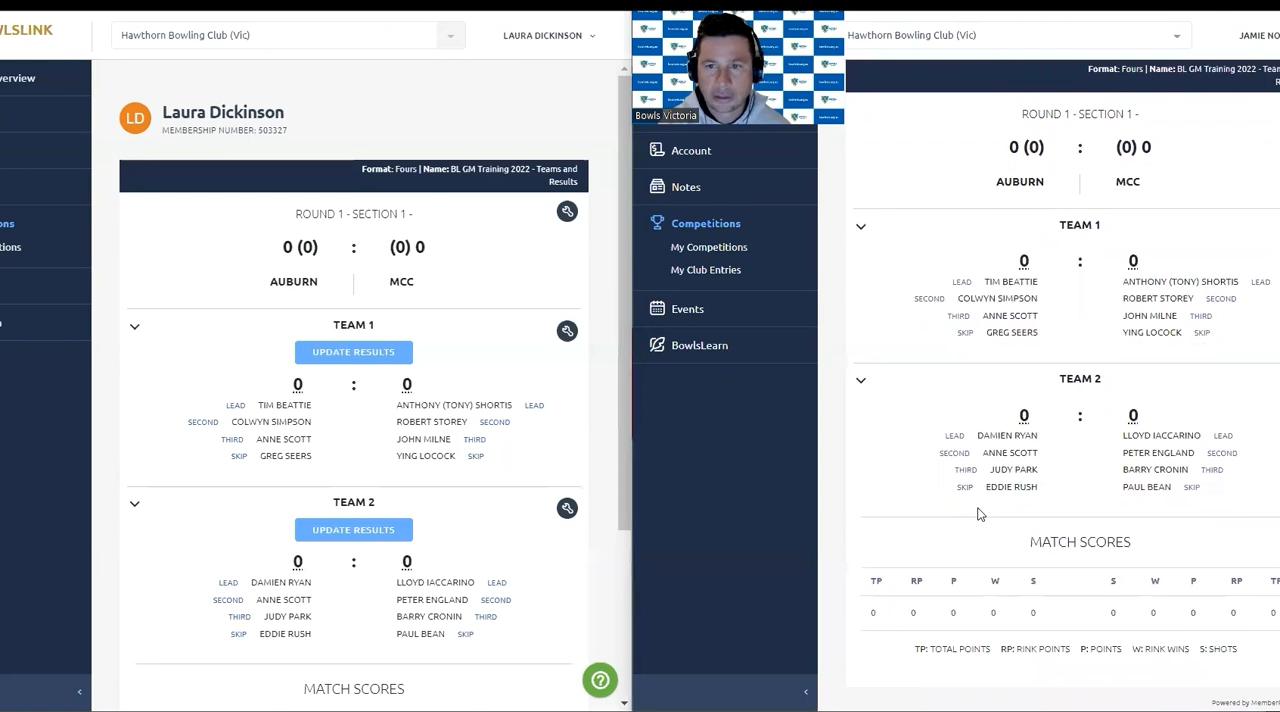 WLSLINK
Hawthorn Bowling Club (Vic)
LAURA DICKINSON
verview
ons
tions
LD
Laura Dickinson
MEMBERSHIP NUMBER: 503327
Format: Fours | Name: BL GM Training 2022 - Teams and
Results
ROUND 1 - SECTION 1 -
0 (0) : (0) 0
AUBURN MCC
TEAM 1
UPDATE RESULTS
0 : 0
LEAD TIM BEATTIE ANTHONY (TONY) SHORTIS LEAD
SECOND COLWYN SIMPSON ROBERT STOREY SECOND
THIRD ANNE SCOTT JOHN MILNE THIRD
SKIP GREG SEERS YING LOCOCK SKIP
TEAM 2
UPDATE RESULTS
0 : 0
LEAD DAMIEN RYAN LLOYD IACCARINO LEAD
SECOND ANNE SCOTT PETER ENGLAND SECOND
THIRD JUDY PARK BARRY CRONIN THIRD
SKIP EDDIE RUSH PAUL BEAN SKIP
MATCH SCORES
Bowls Victoria
Account
Notes
Competitions
My Competitions
My Club Entries
Events
BowlsLearn
Hawthorn Bowling Club (Vic)
JAMIE NO
Format: Fours | Name: BL GM Training 2022 - Team
R
ROUND 1 - SECTION 1 -
0 (0) : (0) 0
AUBURN MCC
TEAM 1
0 : 0
LEAD TIM BEATTIE ANTHONY (TONY) SHORTIS LEAD
SECOND COLWYN SIMPSON ROBERT STOREY SECOND
THIRD ANNE SCOTT JOHN MILNE THIRD
SKIP GREG SEERS YING LOCOCK SKIP
TEAM 2
0 : 0
LEAD DAMIEN RYAN LLOYD IACCARINO LEAD
SECOND ANNE SCOTT PETER ENGLAND SECOND
THIRD JUDY PARK BARRY CRONIN THIRD
SKIP EDDIE RUSH PAUL BEAN SKIP
MATCH SCORES
TP RP P W S S W P RP TP
0 0 0 0 0 0 0 0 0 0
TP: TOTAL POINTS RP: RINK POINTS P: POINTS W: RINK WINS S: SHOTS
Powered by Member